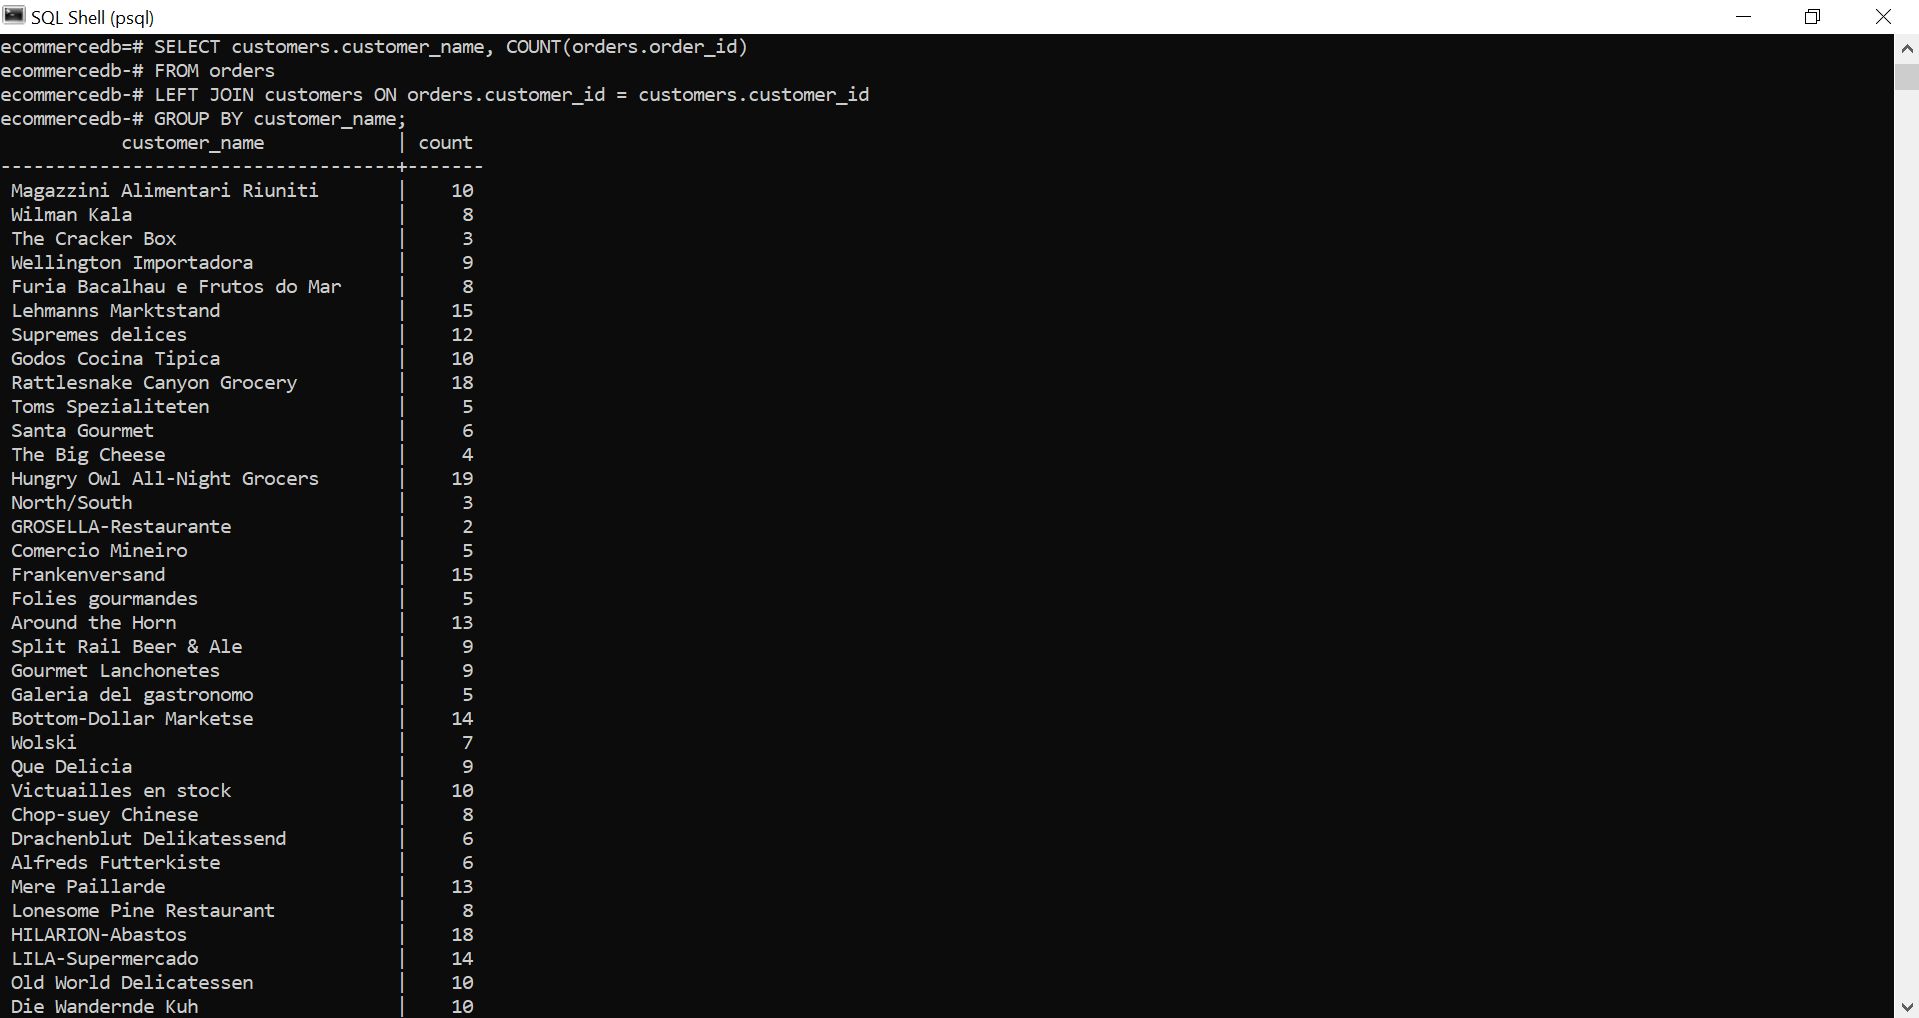 SQL Shell (psql)
ecommercedb=# SELECT customers.customer_name, COUNT(orders.order_id)
ecommercedb-# FROM orders
ecommercedb-# LEFT JOIN customers ON orders.customer_id = customers.customer_id
ecommercedb-# GROUP BY customer_name;
customer_name | count
------------------------------------+-------
Magazzini Alimentari Riuniti | 10
Wilman Kala | 8
The Cracker Box | 3
Wellington Importadora | 9
Furia Bacalhau e Frutos do Mar | 8
Lehmanns Marktstand | 15
Supremes delices | 12
Godos Cocina Tipica | 10
Rattlesnake Canyon Grocery | 18
Toms Spezialiteten | 5
Santa Gourmet | 6
The Big Cheese | 4
Hungry Owl All-Night Grocers | 19
North/South | 3
GROSELLA-Restaurante | 2
Comercio Mineiro | 5
Frankenversand | 15
Folies gourmandes | 5
Around the Horn | 13
Split Rail Beer & Ale | 9
Gourmet Lanchonetes | 9
Galeria del gastronomo | 5
Bottom-Dollar Marketse | 14
Wolski | 7
Que Delicia | 9
Victuailles en stock | 10
Chop-suey Chinese | 8
Drachenblut Delikatessend | 6
Alfreds Futterkiste | 6
Mere Paillarde | 13
Lonesome Pine Restaurant | 8
HILARION-Abastos | 18
LILA-Supermercado | 14
Old World Delicatessen | 10
Die Wandernde Kuh | 10